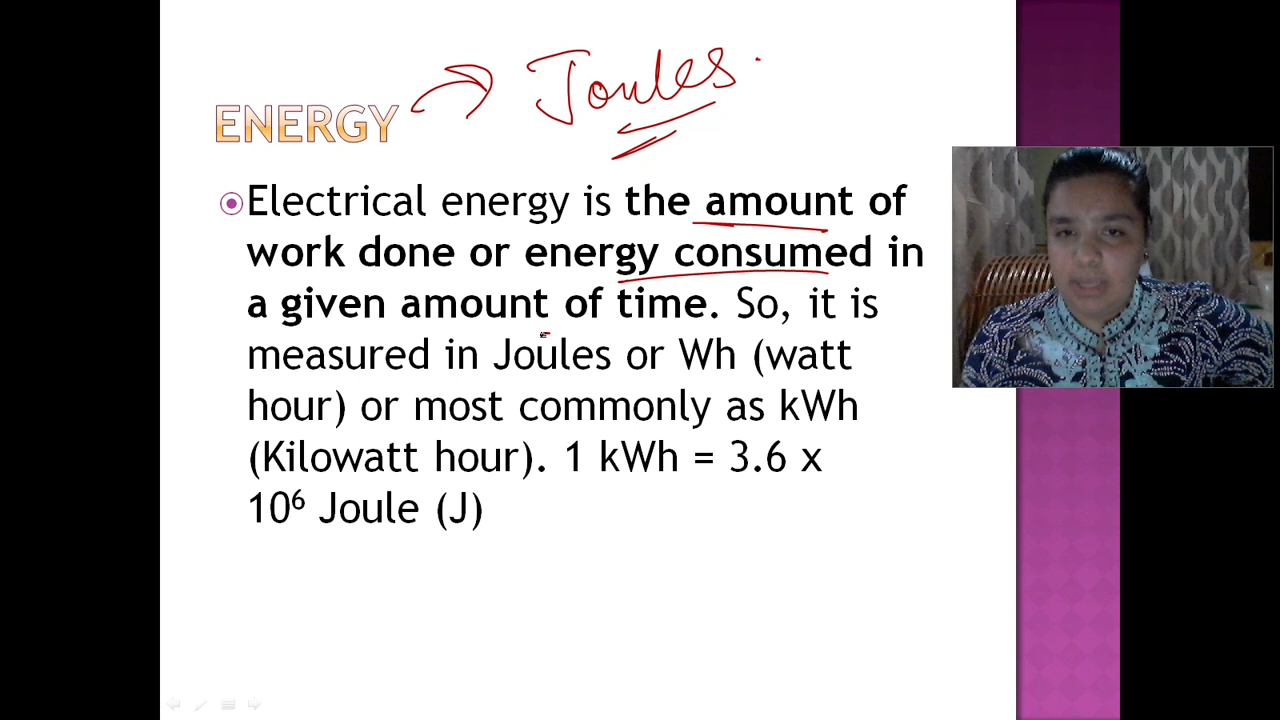 ENERGY → Joules.
Electrical energy is the amount of
work done or energy consumed in
a given amount of time. So, it is
measured in Joules or Wh (watt
hour) or most commonly as kWh
(Kilowatt hour). 1 kWh = 3.6 x
10⁶ Joule (J)